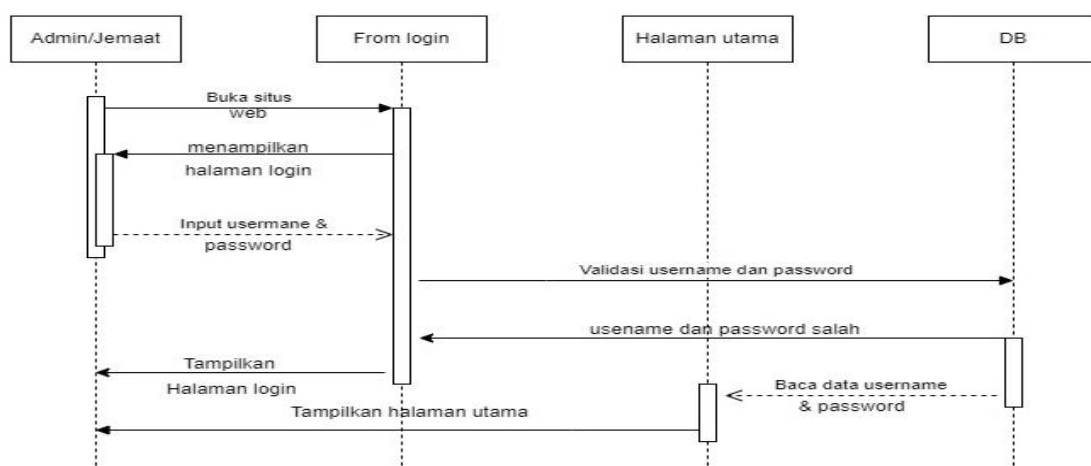 Admin/Jemaat
From login
Halaman utama
DB
Buka situs
web
menampilkan
halaman login
Input usermane &
password
Validasi username dan password
usename dan password salah
Tampilkan
Halaman login
Baca data username
& password
Tampilkan halaman utama